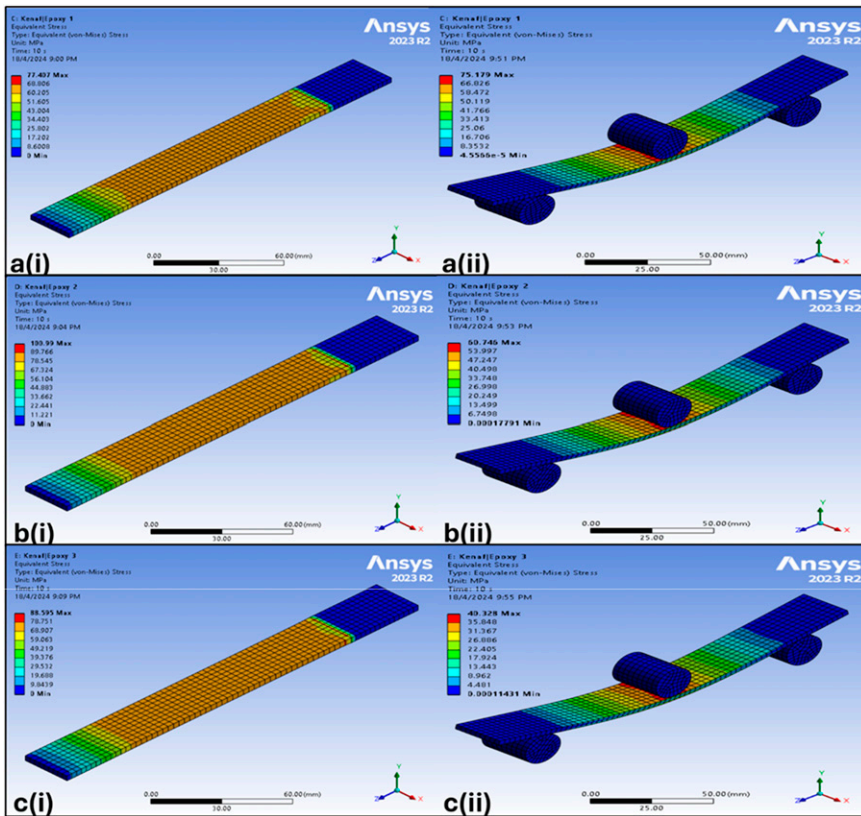 C: Kenaf|Epoxy 1
Equivalent Stress
Type: Equivalent (von-Mises) Stress
Unit: MPa
Time: 10 s
18/4/2024 9:00 PM
77.407 Max
68.806
60.205
51.605
43.004
34.403
25.802
17.202
8.6008
0 Min
Ansys
2023 R2
0.00
60.00 (mm)
30.00
Y
Z
X
a(i)
C: Kenaf|Epoxy 1
Equivalent Stress
Type: Equivalent (von-Mises) Stress
Unit: MPa
Time: 10 s
18/4/2024 9:51 PM
75.179 Max
66.826
58.472
50.119
41.766
33.413
25.06
16.706
8.3532
4.5566e-5 Min
Ansys
2023 R2
0.00
50.00 (mm)
25.00
Y
Z
X
a(ii)
D: Kenaf|Epoxy 2
Equivalent Stress
Type: Equivalent (von-Mises) Stress
Unit: MPa
Time: 10 s
18/4/2024 9:04 PM
100.99 Max
89.766
78.545
67.324
56.104
44.883
33.662
22.441
11.221
0 Min
Ansys
2023 R2
0.00
60.00 (mm)
30.00
Y
Z
X
b(i)
D: Kenaf|Epoxy 2
Equivalent Stress
Type: Equivalent (von-Mises) Stress
Unit: MPa
Time: 10 s
18/4/2024 9:53 PM
60.746 Max
53.997
47.247
40.498
33.748
26.998
20.249
13.499
6.7498
0.00017791 Min
Ansys
2023 R2
0.00
50.00 (mm)
25.00
Y
Z
X
b(ii)
E: Kenaf|Epoxy 3
Equivalent Stress
Type: Equivalent (von-Mises) Stress
Unit: MPa
Time: 10 s
18/4/2024 9:09 PM
88.595 Max
78.751
68.907
59.063
49.219
39.376
29.532
19.688
9.8439
0 Min
Ansys
2023 R2
0.00
60.00 (mm)
30.00
Y
Z
X
c(i)
E: Kenaf|Epoxy 3
Equivalent Stress
Type: Equivalent (von-Mises) Stress
Unit: MPa
Time: 10 s
18/4/2024 9:55 PM
40.328 Max
35.848
31.367
26.886
22.405
17.924
13.443
8.962
4.481
0.00011431 Min
Ansys
2023 R2
0.00
50.00 (mm)
25.00
Y
Z
X
c(ii)